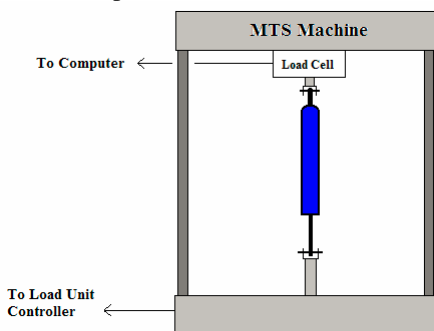 MTS Machine
To Computer
Load Cell
To Load Unit
Controller